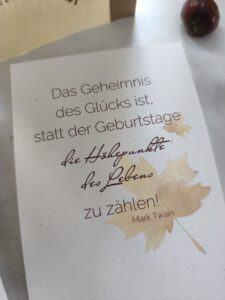 Das Geheimnis
des Glücks ist,
statt der Geburtstage
die Höhepunkte
des Lebens
zu zählen!
Mark Twain